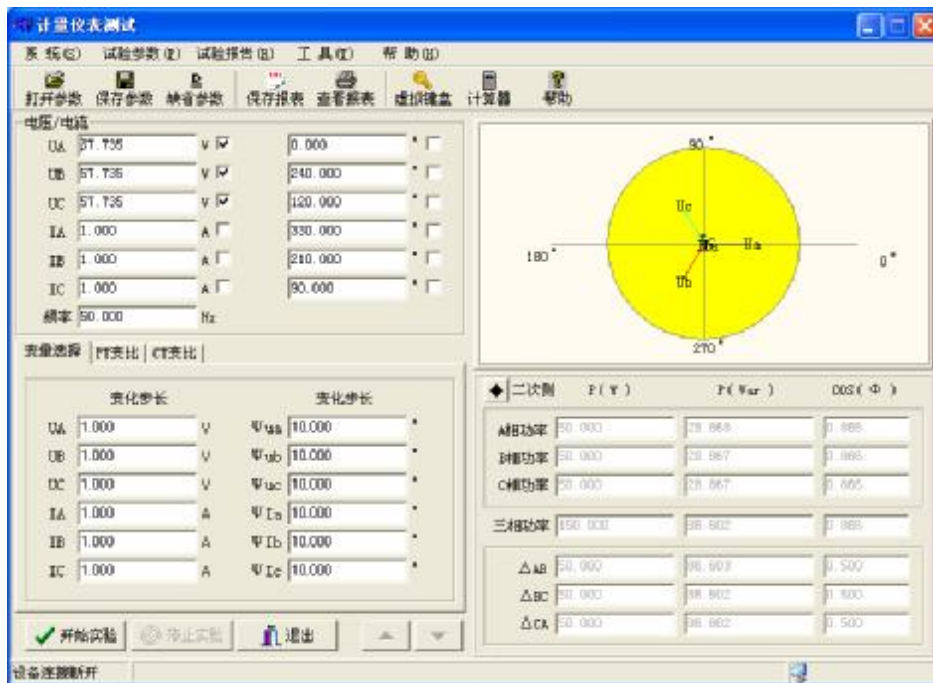 计量仪表测试
系 统(S) 试验参数(P) 试验报告(R) 工 具(T) 帮 助(H)
打开参数 保存参数 缺省参数 保存报表 查看报表 虚拟键盘 计算器 帮助
电压/电流
UA 57.735 V 0.000 °
UB 57.735 V 240.000 °
UC 57.735 V 120.000 °
IA 1.000 A 330.000 °
IB 1.000 A 210.000 °
IC 1.000 A 90.000 °
频率 50.000 Hz
90 °
Uc
180 ° Ua 0 °
Ub
270 °
变量选择 PT变比 CT变比
变化步长 变化步长
UA 1.000 V Ψua 10.000 °
UB 1.000 V Ψub 10.000 °
UC 1.000 V Ψuc 10.000 °
IA 1.000 A ΨIa 10.000 °
IB 1.000 A ΨIb 10.000 °
IC 1.000 A ΨIc 10.000 °
二次侧 P( W ) P( Var ) COS( Φ )
A相功率 50.000 28.868 0.866
B相功率 50.000 28.867 0.866
C相功率 50.000 28.867 0.866
三相功率 150.000 86.602 0.866
△AB 50.000 86.603 0.500
△BC 50.000 86.602 0.500
△CA 50.000 86.602 0.500
开始实验 停止实验 退出
设备连接断开